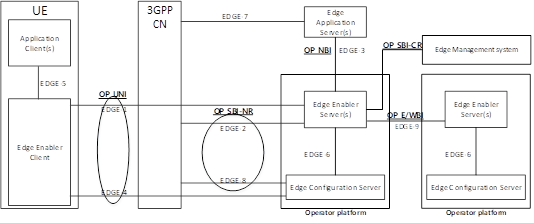 UE
3GPP
CN
Application
Client(s)
EDGE-5
Edge Enabler
Client
OP UNI
EDGE-1
EDGE-4
EDGE-7
OP SBI-NR
EDGE-2
EDGE-8
Edge
Application
Server(s)
OP NBI
EDGE-3
OP SBI-CR
Edge Management system
Edge Enabler
Server(s)
EDGE-6
Edge Configuration Server
Operator platform
OP E/WBI
EDGE-9
Edge Enabler
Server(s)
EDGE-6
Edge Configuration Server
Operator platform